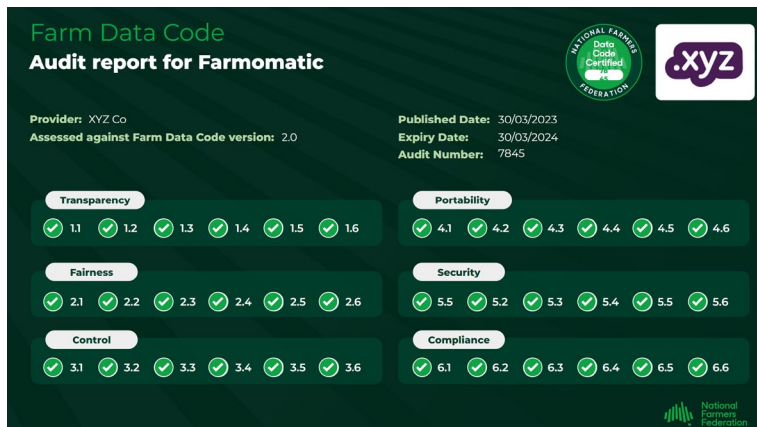 Farm Data Code
Audit report for Farmomatic
NATIONAL FARMERS
Data
Code
Certified
78
45
FEDERATION
.xyz
Provider: XYZ Co
Assessed against Farm Data Code version: 2.0
Published Date: 30/03/2023
Expiry Date: 30/03/2024
Audit Number: 7845
Transparency
1.1 1.2 1.3 1.4 1.5 1.6
Portability
4.1 4.2 4.3 4.4 4.5 4.6
Fairness
2.1 2.2 2.3 2.4 2.5 2.6
Security
5.5 5.2 5.3 5.4 5.5 5.6
Control
3.1 3.2 3.3 3.4 3.5 3.6
Compliance
6.1 6.2 6.3 6.4 6.5 6.6
National
Farmers
Federation